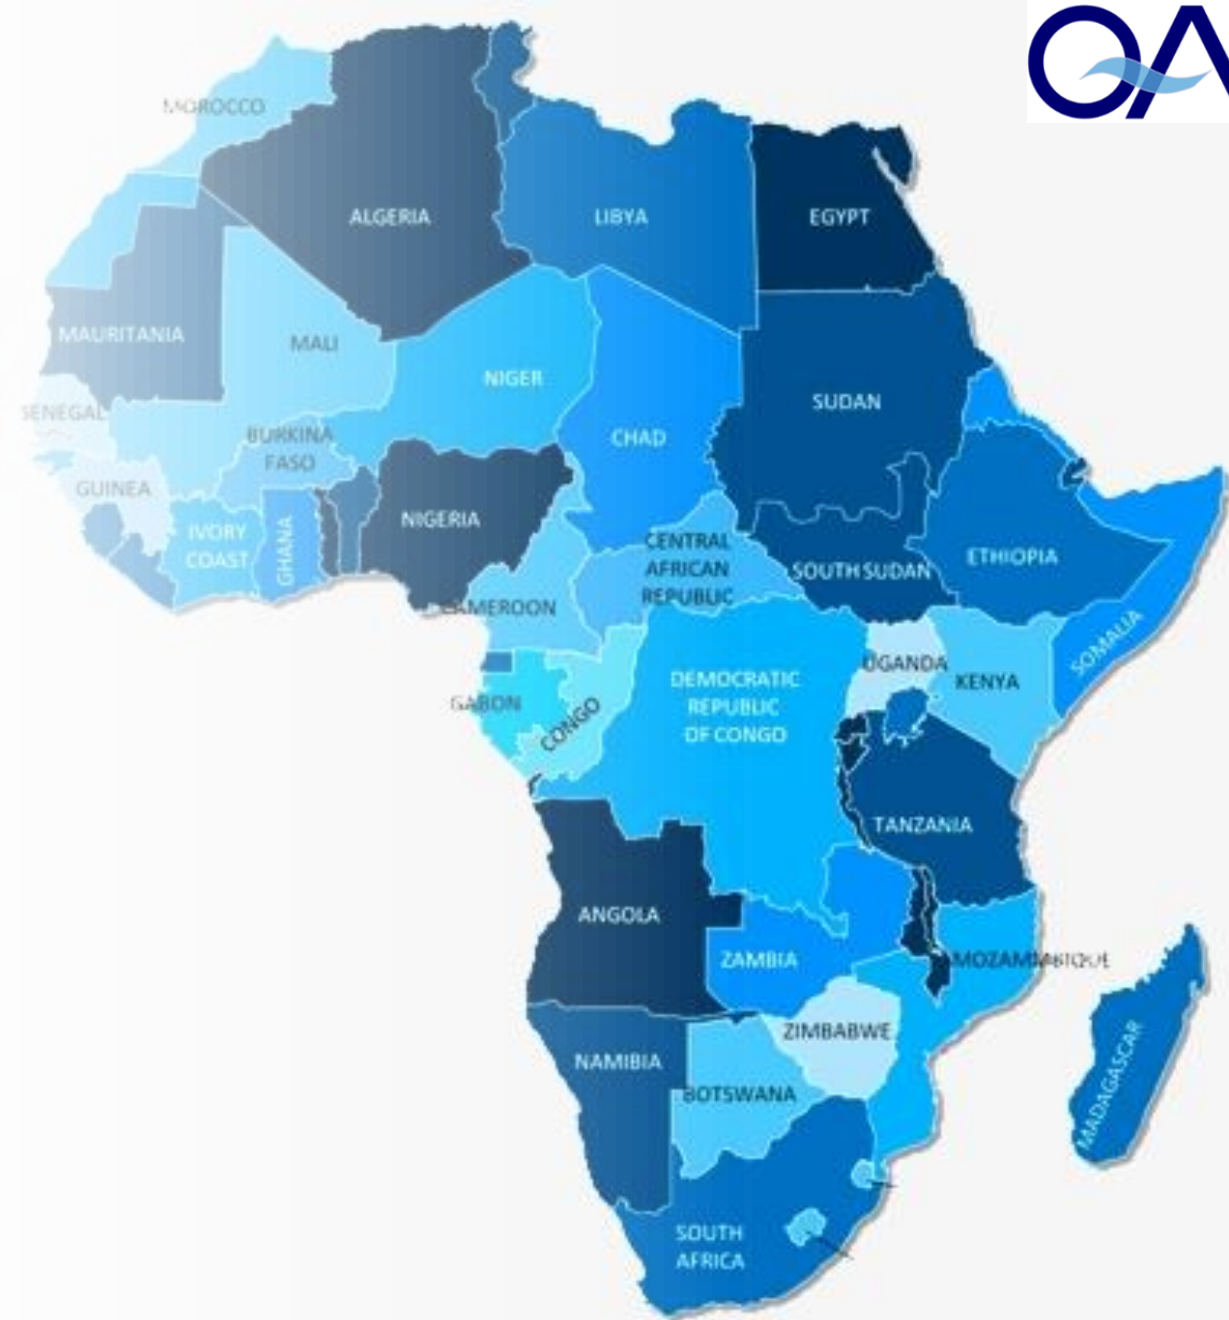 QA
MOROCCO
ALGERIA
LIBYA
EGYPT
MAURITANIA
MALI
NIGER
SENEGAL
BURKINA
FASO
CHAD
SUDAN
GUINEA
IVORY
COAST
GHANA
NIGERIA
CENTRAL
AFRICAN
REPUBLIC
SOUTH SUDAN
ETHIOPIA
CAMEROON
SOMALIA
UGANDA
KENYA
GABON
CONGO
DEMOCRATIC
REPUBLIC
OF CONGO
TANZANIA
ANGOLA
ZAMBIA
MOZAMMBIQUE
ZIMBABWE
NAMIBIA
BOTSWANA
MADAGASCAR
SOUTH
AFRICA